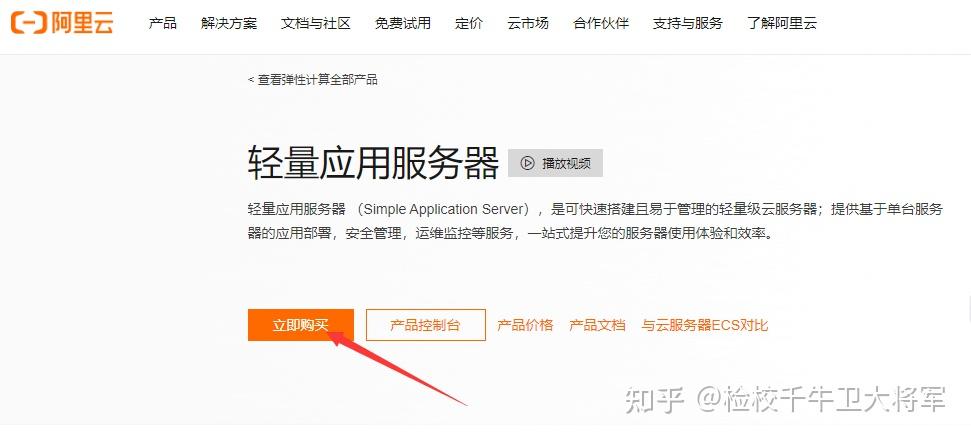 阿里云 产品 解决方案 文档与社区 免费试用 定价 云市场 合作伙伴 支持与服务 了解阿里云
< 查看弹性计算全部产品
轻量应用服务器 播放视频
轻量应用服务器 （Simple Application Server），是可快速搭建且易于管理的轻量级云服务器；提供基于单台服务
器的应用部署，安全管理，运维监控等服务，一站式提升您的服务器使用体验和效率。
立即购买 产品控制台 产品价格 产品文档 与云服务器ECS对比
知乎 @检校千牛卫大将军